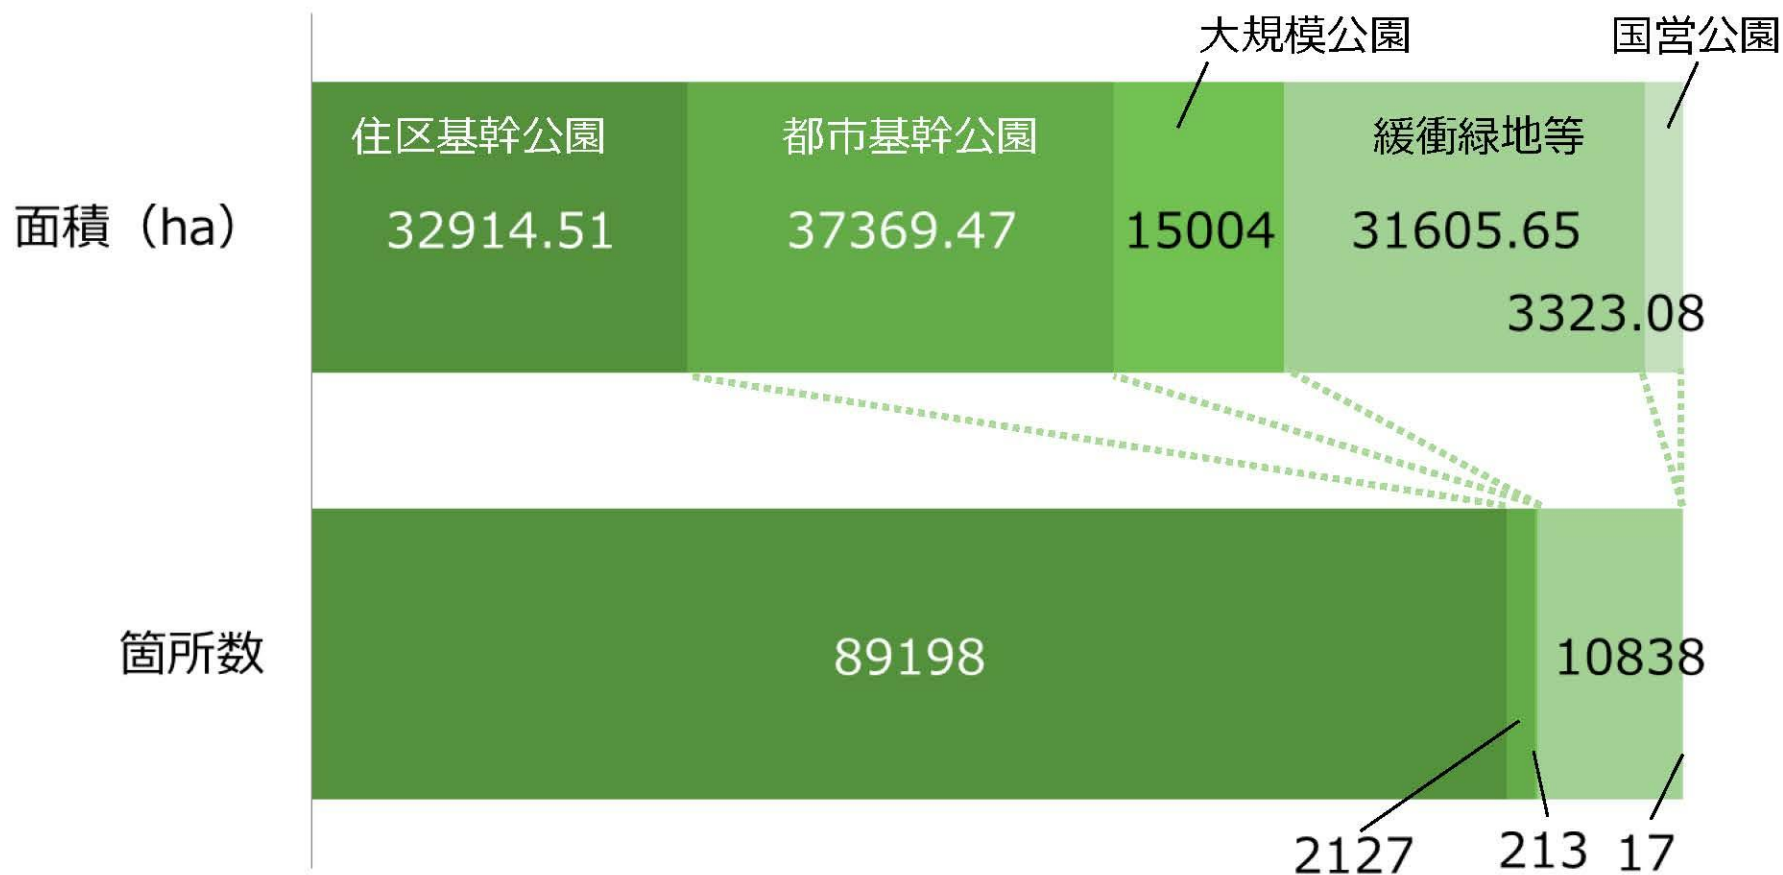 大規模公園
国営公園
住区基幹公園
都市基幹公園
緩衝緑地等
面積（ha）
32914.51
37369.47
15004
31605.65
3323.08
箇所数
89198
10838
2127
213
17